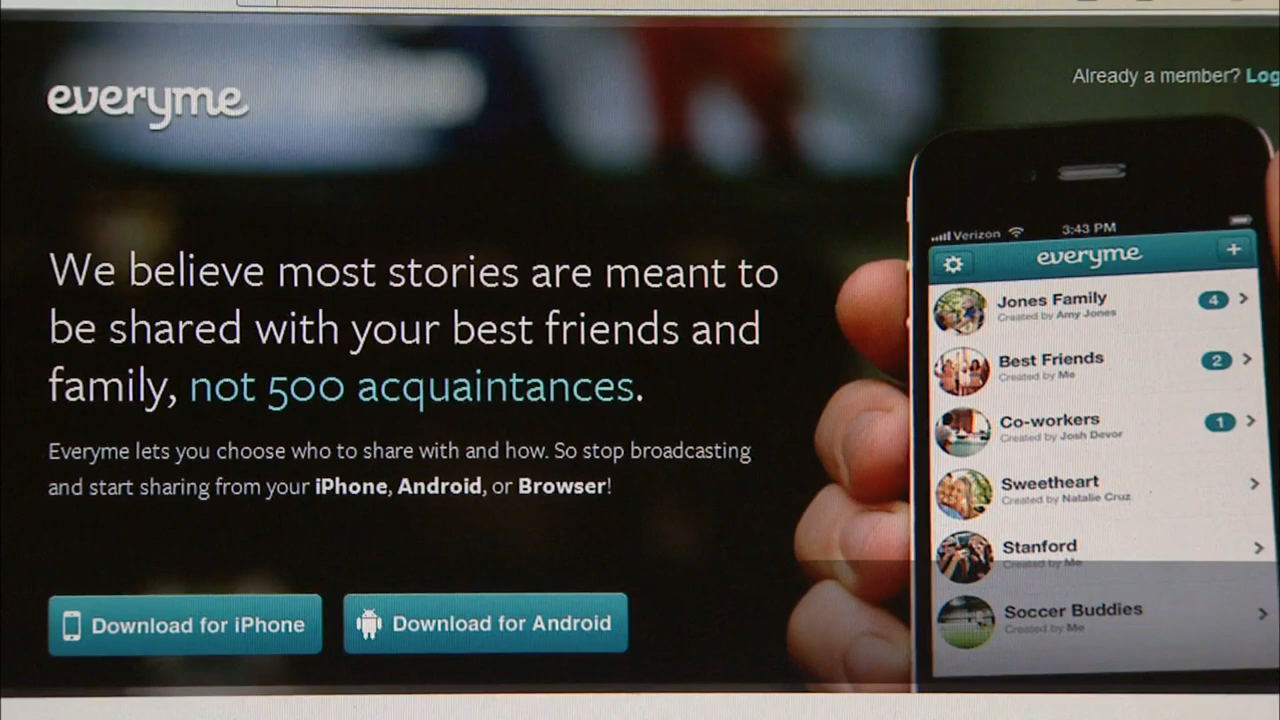 everyme
Already a member? Log
We believe most stories are meant to
be shared with your best friends and
family, not 500 acquaintances.
Everyme lets you choose who to share with and how. So stop broadcasting
and start sharing from your iPhone, Android, or Browser!
Download for iPhone
Download for Android
Verizon
3:43 PM
everyme
+
Jones Family
Created by Amy Jones
4
Best Friends
Created by Me
2
Co-workers
Created by Josh Devor
1
Sweetheart
Created by Natalie Cruz
Stanford
Created by Me
Soccer Buddies
Created by Me